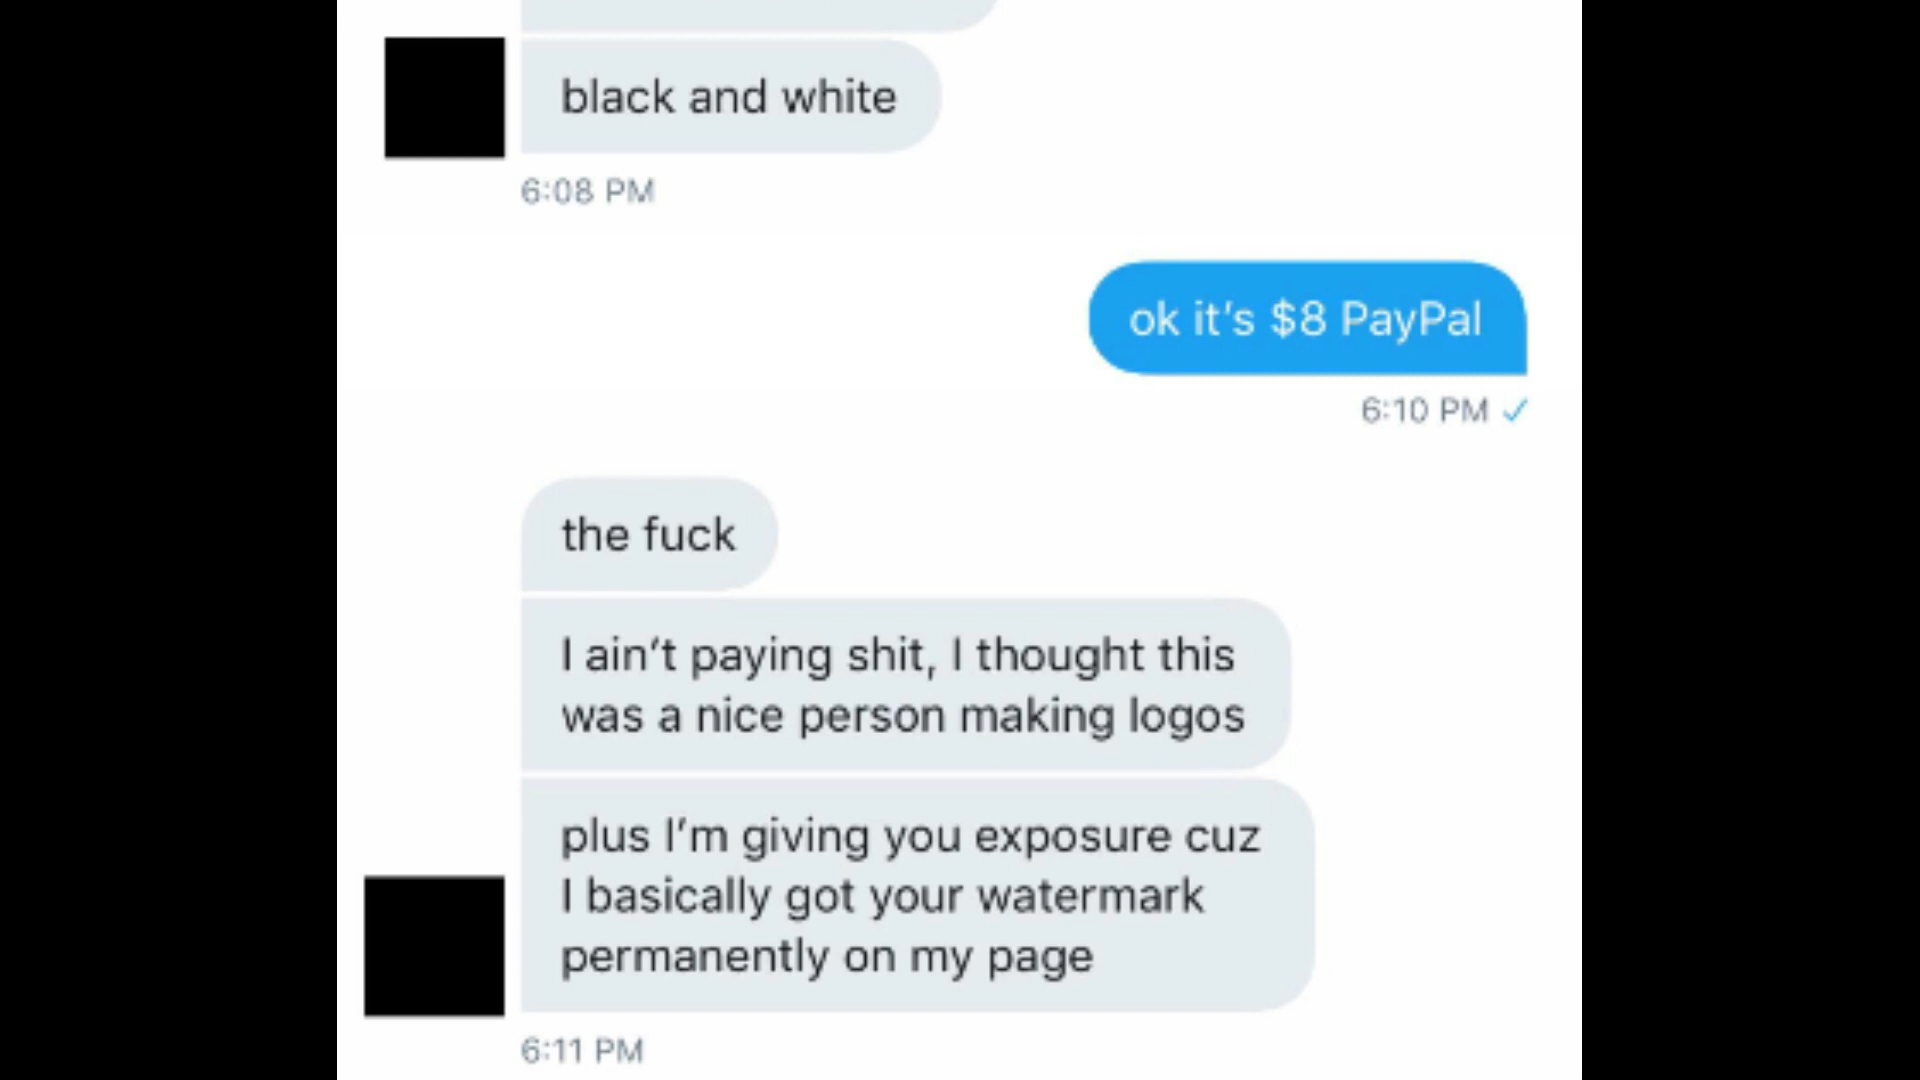 black and white
6:08 PM
ok it’s $8 PayPal
6:10 PM ✓
the fuck
I ain’t paying shit, I thought this
was a nice person making logos
plus I’m giving you exposure cuz
I basically got your watermark
permanently on my page
6:11 PM